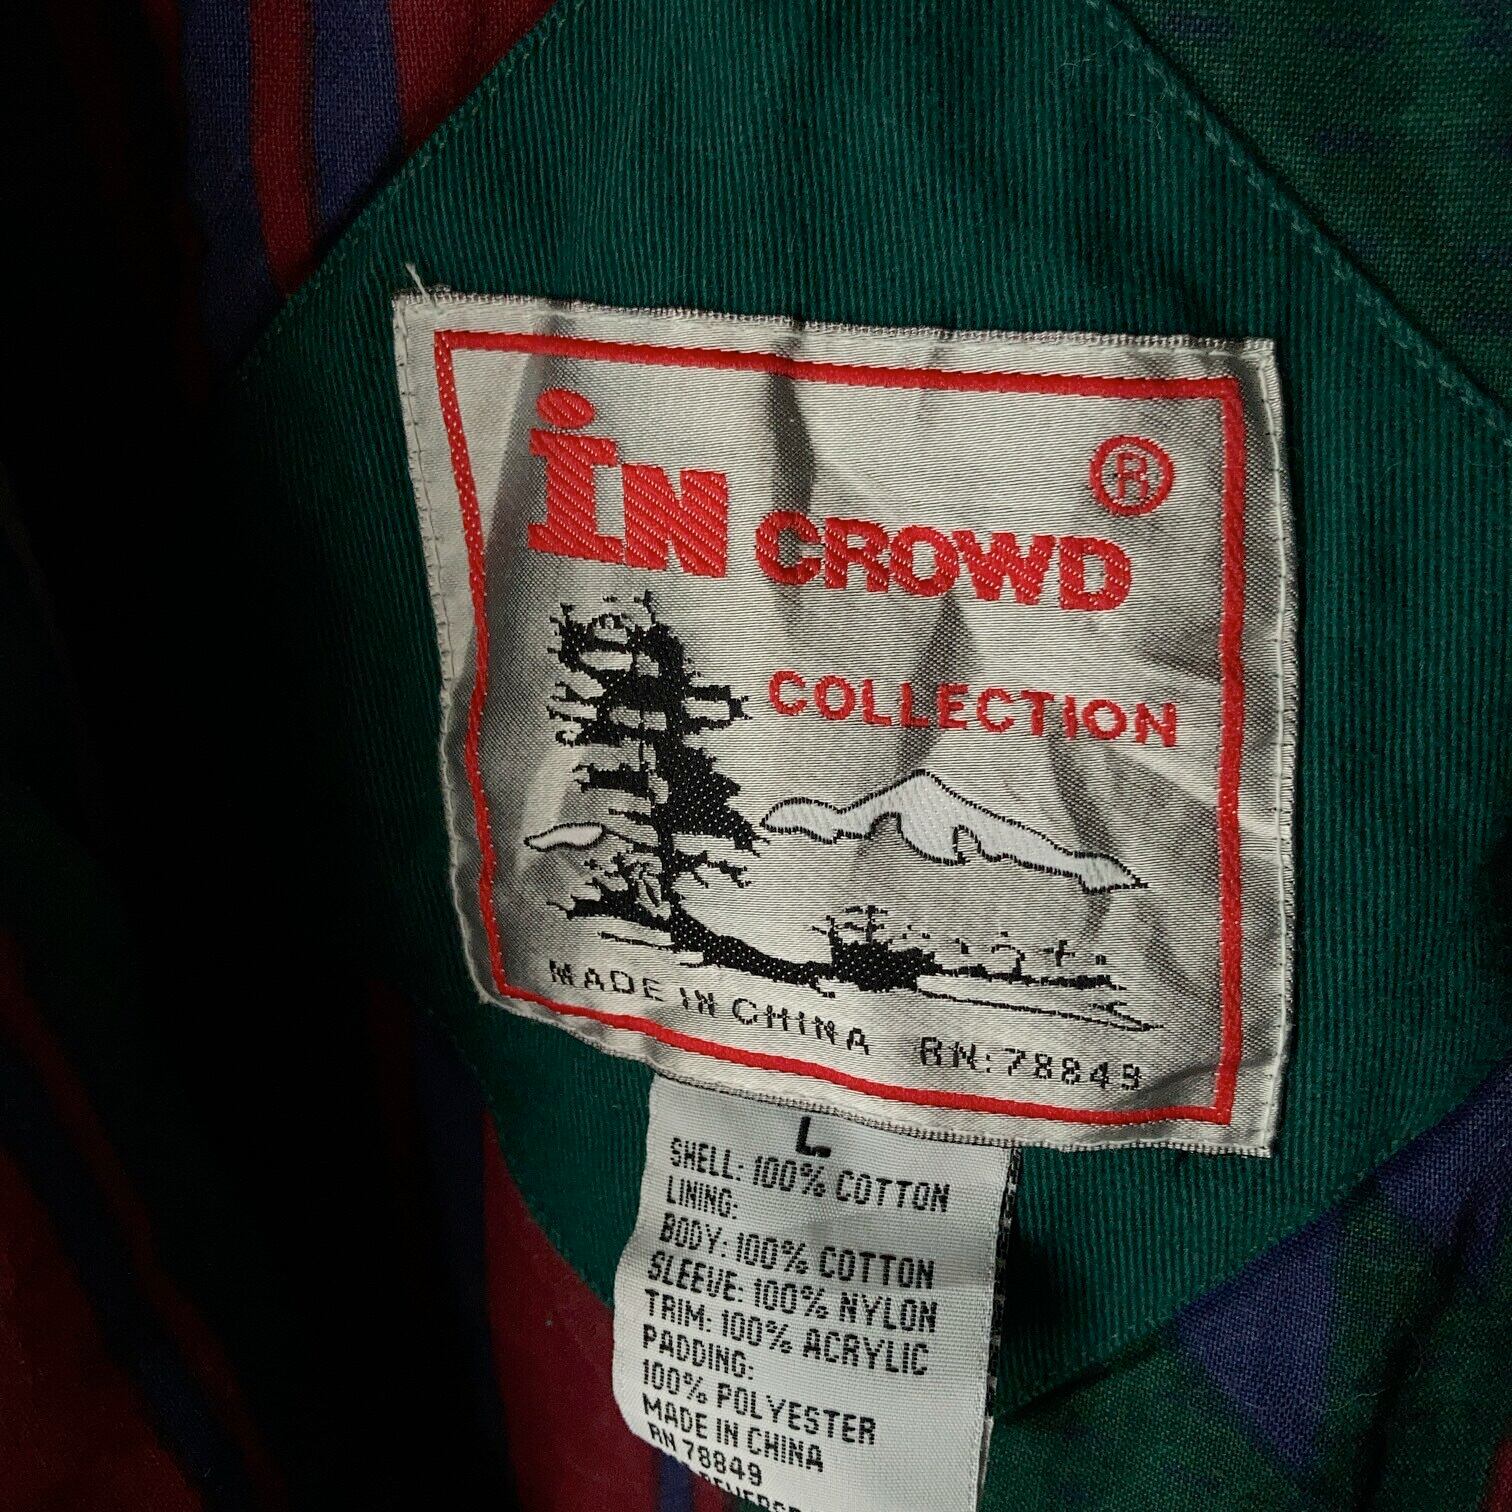 iN CROWD ®
COLLECTION
MADE IN CHINA RN: 78849
L
SHELL: 100% COTTON
LINING:
BODY: 100% COTTON
SLEEVE: 100% NYLON
TRIM: 100% ACRYLIC
PADDING:
100% POLYESTER
MADE IN CHINA
RN 78849
REVERSE